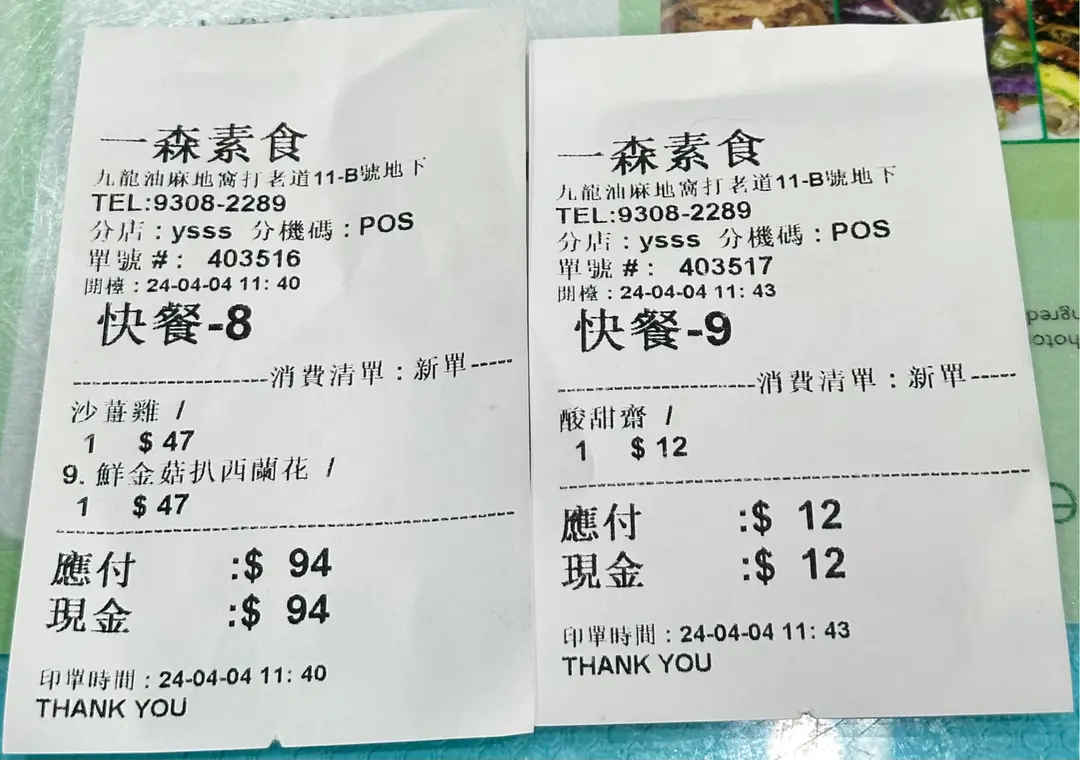 一森素食
九龍油麻地窩打老道11-B號地下
TEL:9308-2289
分店：ysss 分機碼：POS
單號 #： 403516
開檯：24-04-04 11:40
快餐-8
--------------------消費清單：新單-----
沙薑雞 /
1 $ 47
9. 鮮金菇扒西蘭花 /
1 $ 47
應付 :$ 94
現金 :$ 94
印單時間：24-04-04 11:40
THANK YOU
一森素食
九龍油麻地窩打老道11-B號地下
TEL:9308-2289
分店：ysss 分機碼：POS
單號 #： 403517
開檯：24-04-04 11:43
快餐-9
--------------------消費清單：新單-----
酸甜齋 /
1 $ 12
應付 :$ 12
現金 :$ 12
印單時間：24-04-04 11:43
THANK YOU